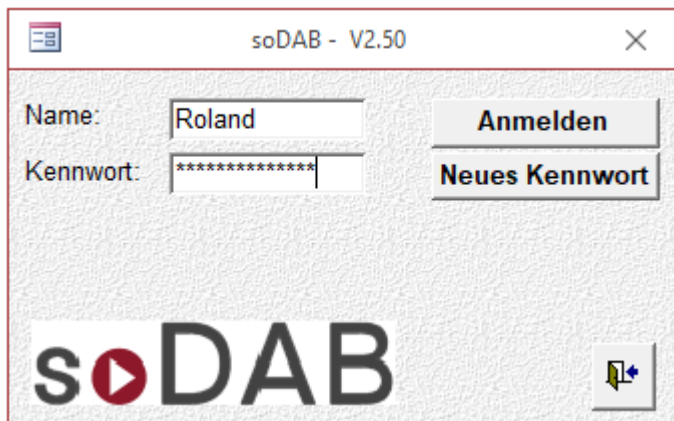 soDAB - V2.50
Name: Roland Anmelden
Kennwort: ************** Neues Kennwort
soDAB